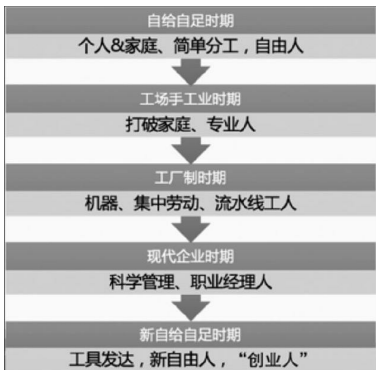 自给自足时期
个人&家庭、简单分工，自由人
工场手工业时期
打破家庭、专业人
工厂制时期
机器、集中劳动、流水线工人
现代企业时期
科学管理、职业经理人
新自给自足时期
工具发达，新自由人，“创业人”